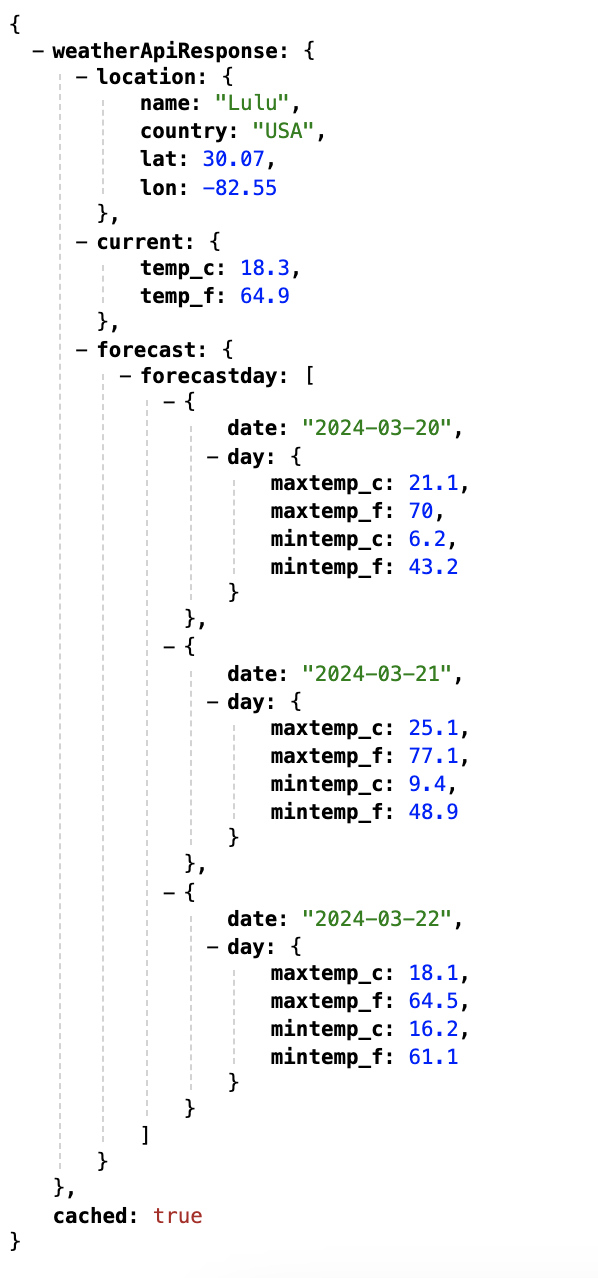 {
– weatherApiResponse: {
– location: {
name: "Lulu",
country: "USA",
lat: 30.07,
lon: -82.55
},
– current: {
temp_c: 18.3,
temp_f: 64.9
},
– forecast: {
– forecastday: [
– {
date: "2024-03-20",
– day: {
maxtemp_c: 21.1,
maxtemp_f: 70,
mintemp_c: 6.2,
mintemp_f: 43.2
}
},
– {
date: "2024-03-21",
– day: {
maxtemp_c: 25.1,
maxtemp_f: 77.1,
mintemp_c: 9.4,
mintemp_f: 48.9
}
},
– {
date: "2024-03-22",
– day: {
maxtemp_c: 18.1,
maxtemp_f: 64.5,
mintemp_c: 16.2,
mintemp_f: 61.1
}
}
]
}
},
cached: true
}